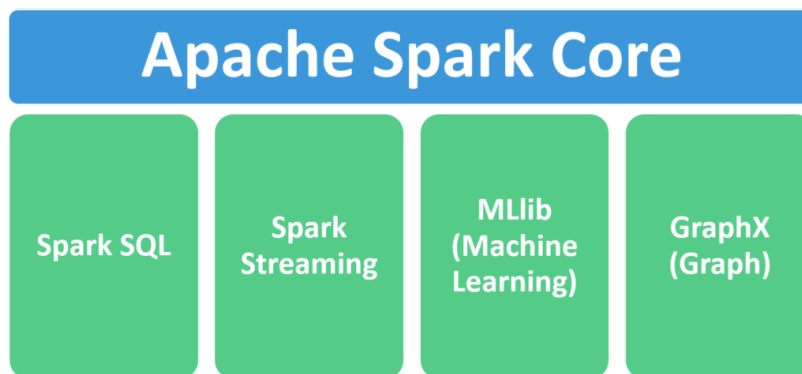 Apache Spark Core
Spark SQL
Spark
Streaming
MLlib
(Machine
Learning)
GraphX
(Graph)